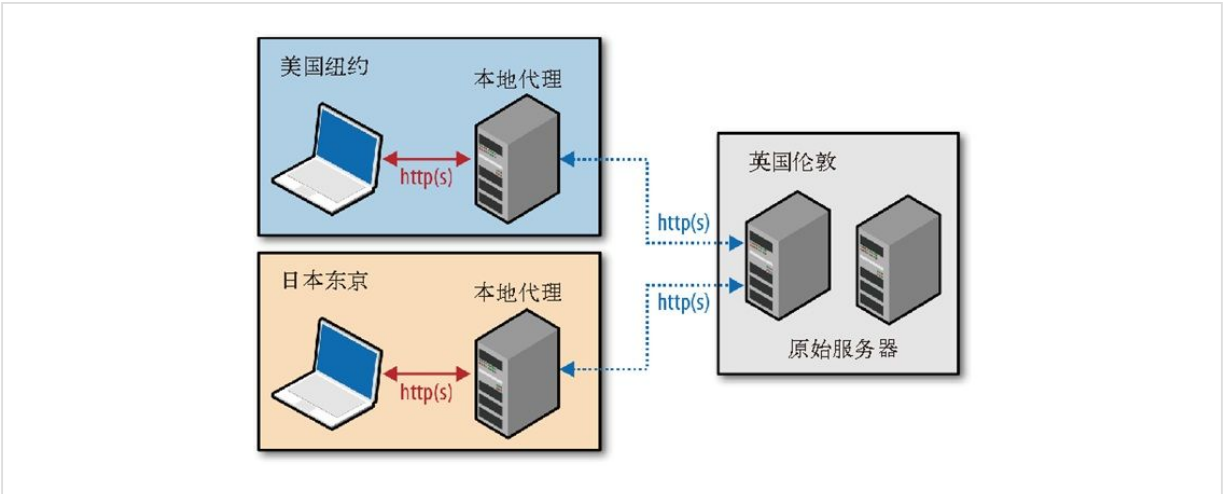 美国纽约
本地代理
http(s)
日本东京
本地代理
http(s)
http(s)
http(s)
英国伦敦
原始服务器